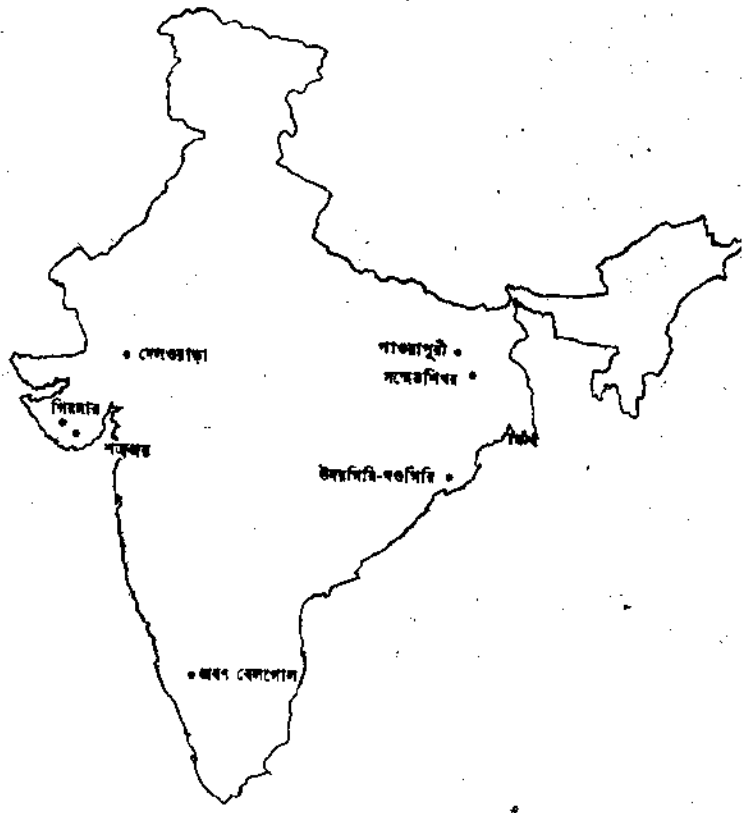 দেলওয়াড়া
পাওয়াপুরী
সম্মেতশিখর
গিরনার
শত্রুঞ্জয়
উদয়গিরি-খণ্ডগিরি
শ্রবণ বেলগোল